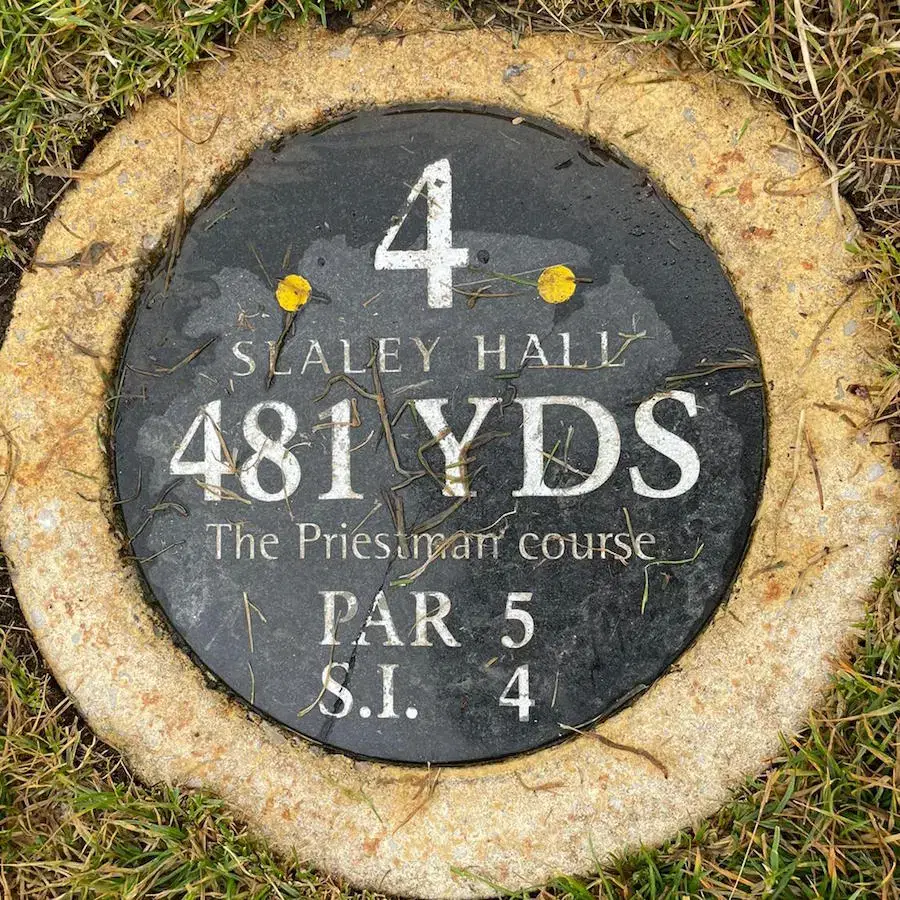 4
SLALEY HALL
481 YDS
The Priestman course
PAR 5
S.I. 4